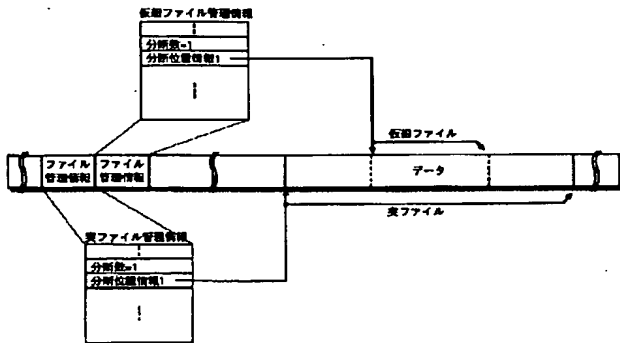 仮想ファイル管理情報
分断数=1
分断位置情報1
仮想ファイル
ファイル
管理情報
ファイル
管理情報
データ
実ファイル
実ファイル管理情報
分断数=1
分断位置情報1